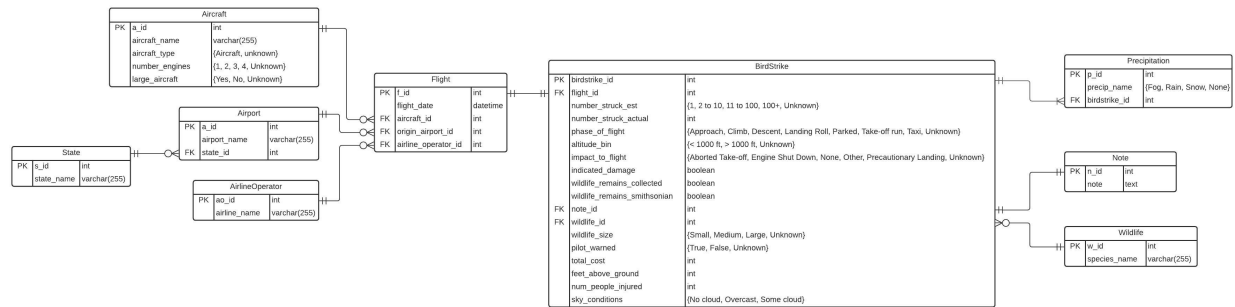 Aircraft
PK a_id int
aircraft_name varchar(255)
aircraft_type {Aircraft, unknown}
number_engines {1, 2, 3, 4, Unknown}
large_aircraft {Yes, No, Unknown}
Airport
PK a_id int
airport_name varchar(255)
FK state_id int
State
PK s_id int
state_name varchar(255)
AirlineOperator
PK ao_id int
airline_name varchar(255)
Flight
PK f_id int
flight_date datetime
FK aircraft_id int
FK origin_airport_id int
FK airline_operator_id int
BirdStrike
PK birdstrike_id int
FK flight_id int
number_struck_est {1, 2 to 10, 11 to 100, 100+, Unknown}
number_struck_actual int
phase_of_flight {Approach, Climb, Descent, Landing Roll, Parked, Take-off run, Taxi, Unknown}
altitude_bin {< 1000 ft, > 1000 ft, Unknown}
impact_to_flight {Aborted Take-off, Engine Shut Down, None, Other, Precautionary Landing, Unknown}
indicated_damage boolean
wildlife_remains_collected boolean
wildlife_remains_smithsonian boolean
FK note_id int
FK wildlife_id int
wildlife_size {Small, Medium, Large, Unknown}
pilot_warned {True, False, Unknown}
total_cost int
feet_above_ground int
num_people_injured int
sky_conditions {No cloud, Overcast, Some cloud}
Precipitation
PK p_id int
precip_name {Fog, Rain, Snow, None}
FK birdstrike_id int
Note
PK n_id int
note text
Wildlife
PK w_id int
species_name varchar(255)